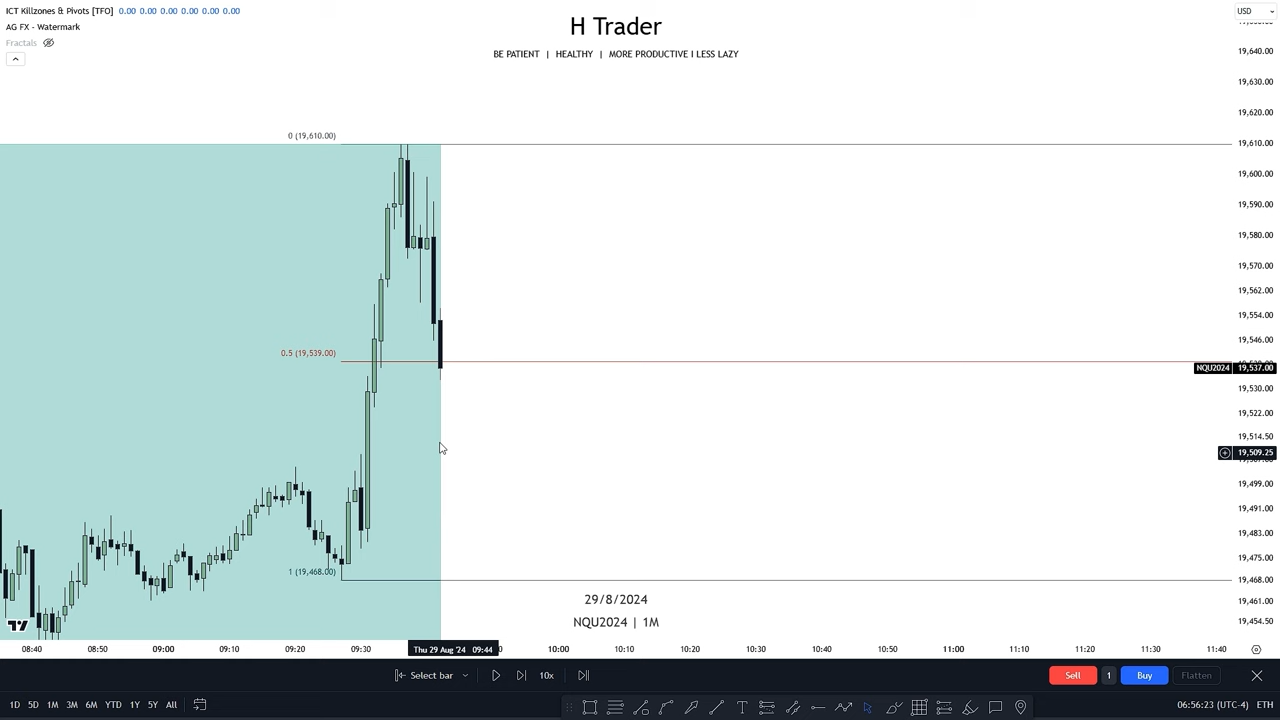 ICT Killzones & Pivots [TFO] 0.00 0.00 0.00 0.00 0.00 0.00
AG FX - Watermark
Fractals
H Trader
BE PATIENT | HEALTHY | MORE PRODUCTIVE I LESS LAZY
USD
19,640.00
19,630.00
19,620.00
19,610.00
19,600.00
19,590.00
19,580.00
19,570.00
19,562.00
19,554.00
19,546.00
NQU2024 19,537.00
19,530.00
19,522.00
19,514.50
19,509.25
19,499.00
19,491.00
19,483.00
19,475.00
19,468.00
19,461.00
19,454.50
0 (19,610.00)
0.5 (19,539.00)
1 (19,468.00)
29/8/2024
NQU2024 | 1M
08:40 08:50 09:00 09:10 09:20 09:30 Thu 29 Aug '24 09:44 10:00 10:10 10:20 10:30 10:40 10:50 11:00 11:10 11:20 11:30 11:40
Select bar 10x Sell 1 Buy Flatten
1D 5D 1M 3M 6M YTD 1Y 5Y All 06:56:23 (UTC-4) ETH